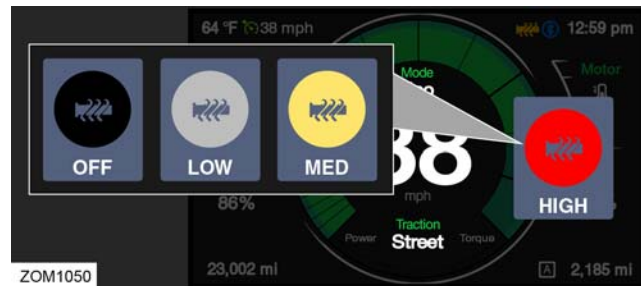 64 °F 38 mph
12:59 pm
Mode
Motor
OFF
LOW
MED
HIGH
mph
86%
Traction
Power
Street
Torque
23,002 mi
A
2,185 mi
ZOM1050